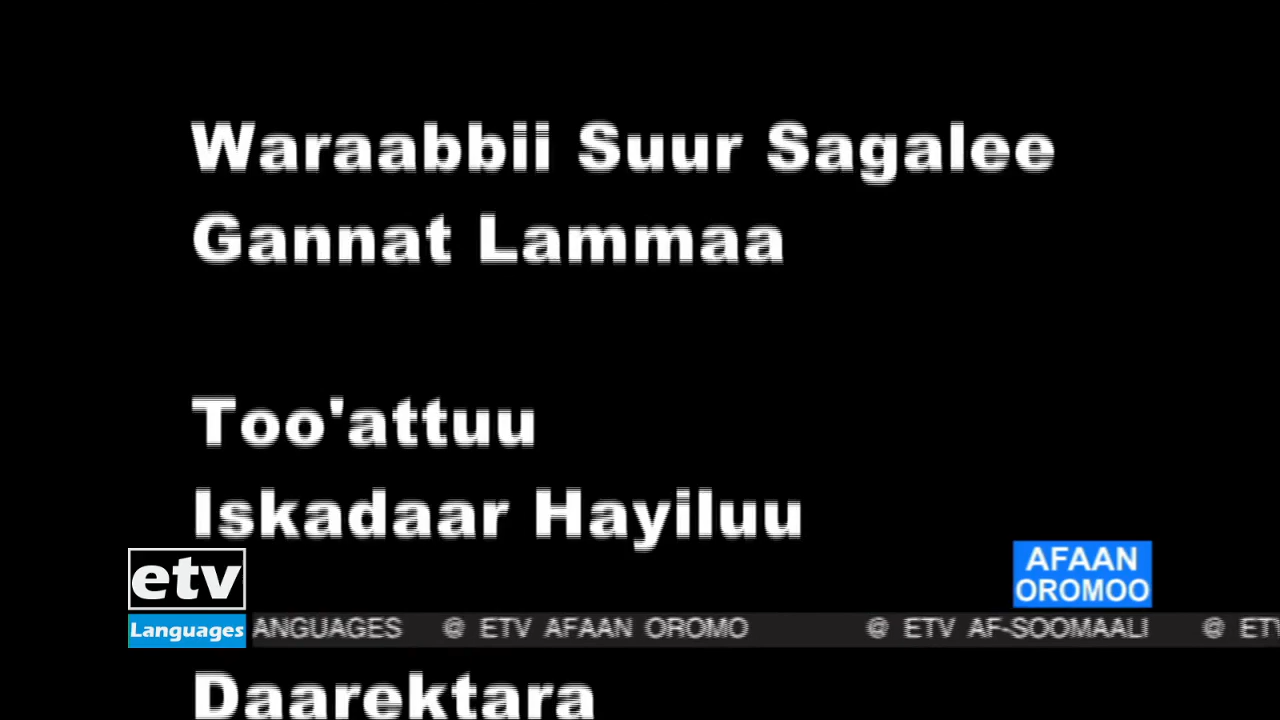 Waraabbii Suur Sagalee
Gannat Lammaa
Too'attuu
Iskadaar Hayiluu
etv
AFAAN
OROMOO
Languages
ANGUAGES @ ETV AFAAN OROMO @ ETV AF-SOOMAALI @ ET
Daarektara